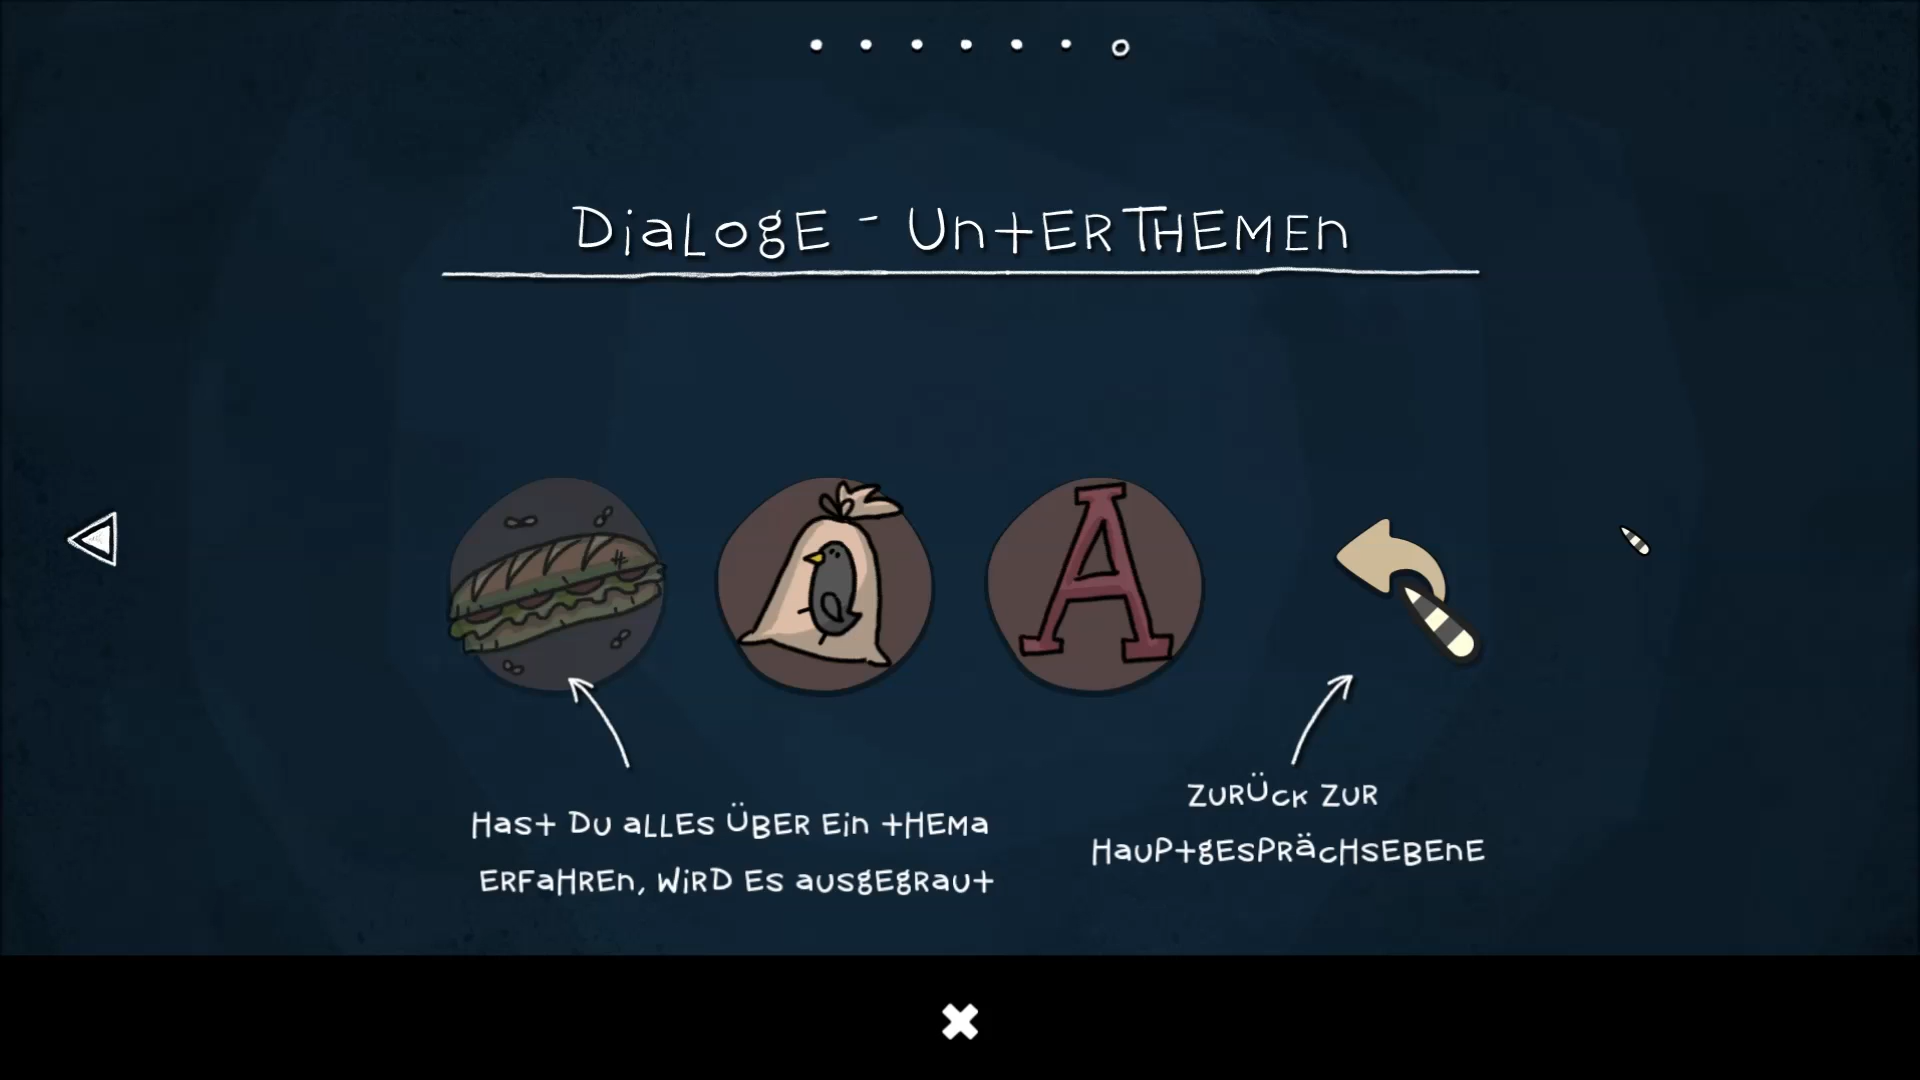 Dialoge - Unterthemen
A
Hast du alles über ein Thema
erfahren, wird es ausgegraut
Zurück zur
Hauptgesprächsebene